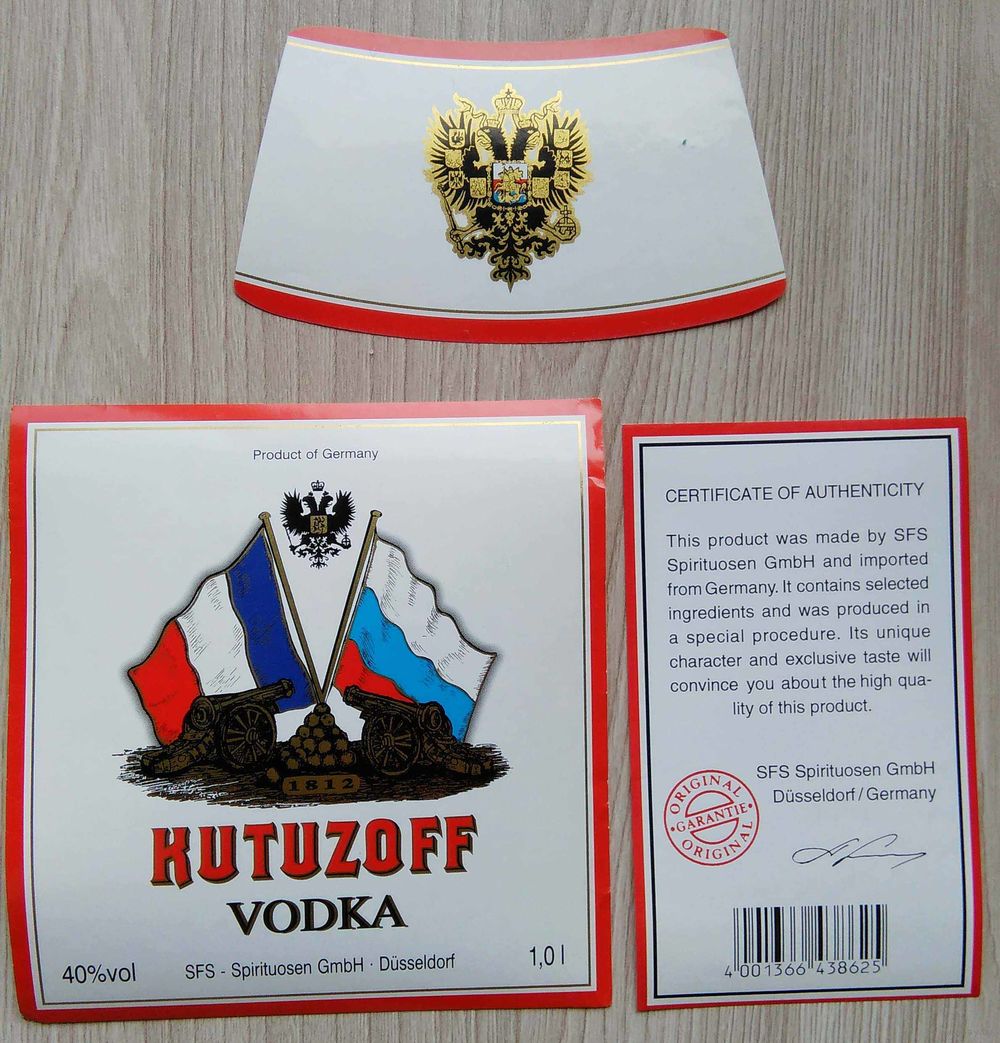 Product of Germany
1812
KUTUZOFF
VODKA
40%vol
SFS - Spirituosen GmbH · Düsseldorf
1,0 l
CERTIFICATE OF AUTHENTICITY
This product was made by SFS
Spirituosen GmbH and imported
from Germany. It contains selected
ingredients and was produced in
a special procedure. Its unique
character and exclusive taste will
convince you about the high qua-
lity of this product.
SFS Spirituosen GmbH
Düsseldorf/Germany
ORIGINAL
·GARANTIE·
ORIGINAL
4 001366 438625